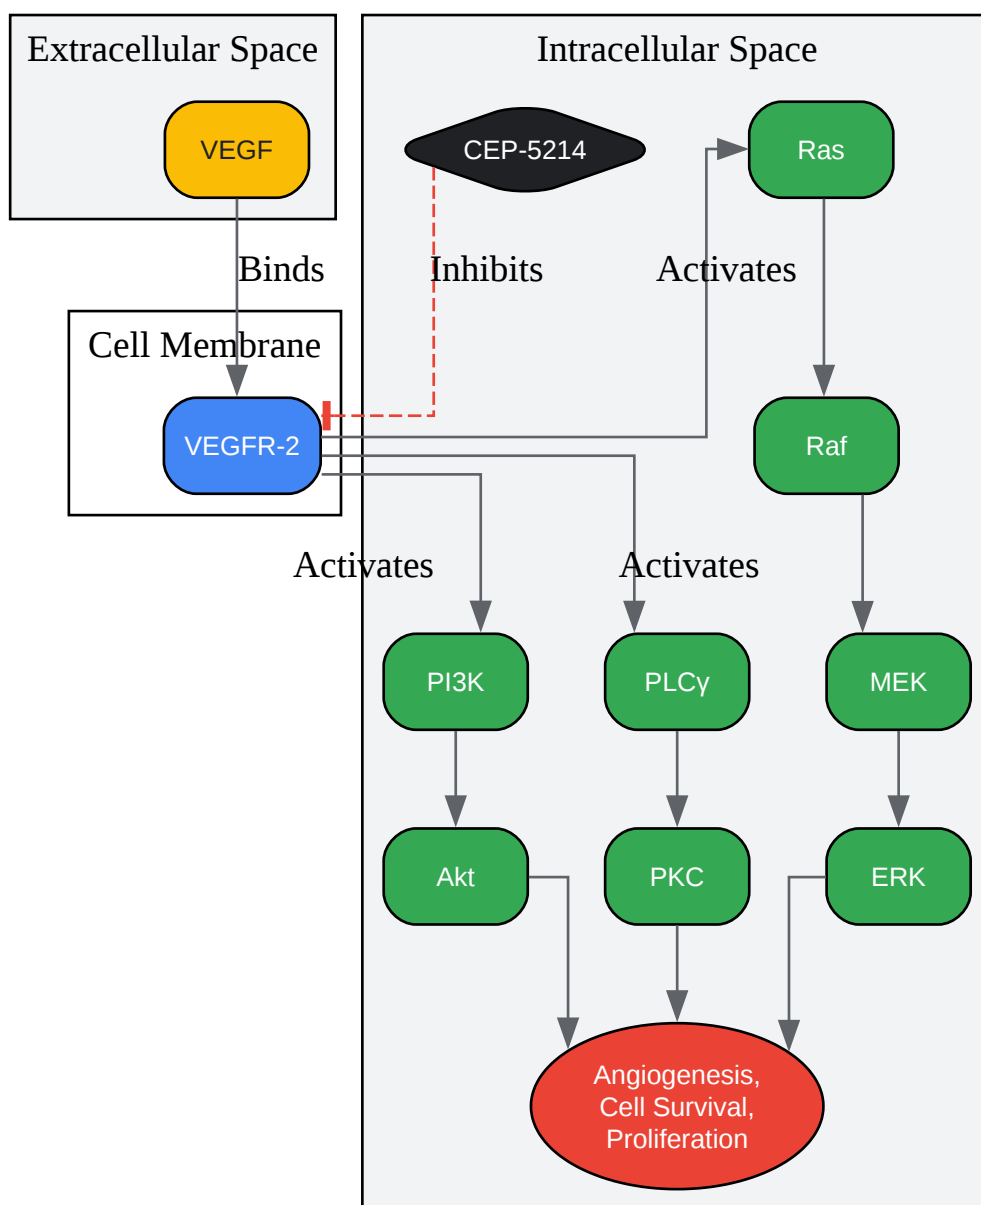 Extracellular Space
Intracellular Space
VEGF
CEP-5214
Ras
Binds
Inhibits
Activates
Cell Membrane
VEGFR-2
Raf
Activates
Activates
PI3K
PLCγ
MEK
Akt
PKC
ERK
Angiogenesis,
Cell Survival,
Proliferation